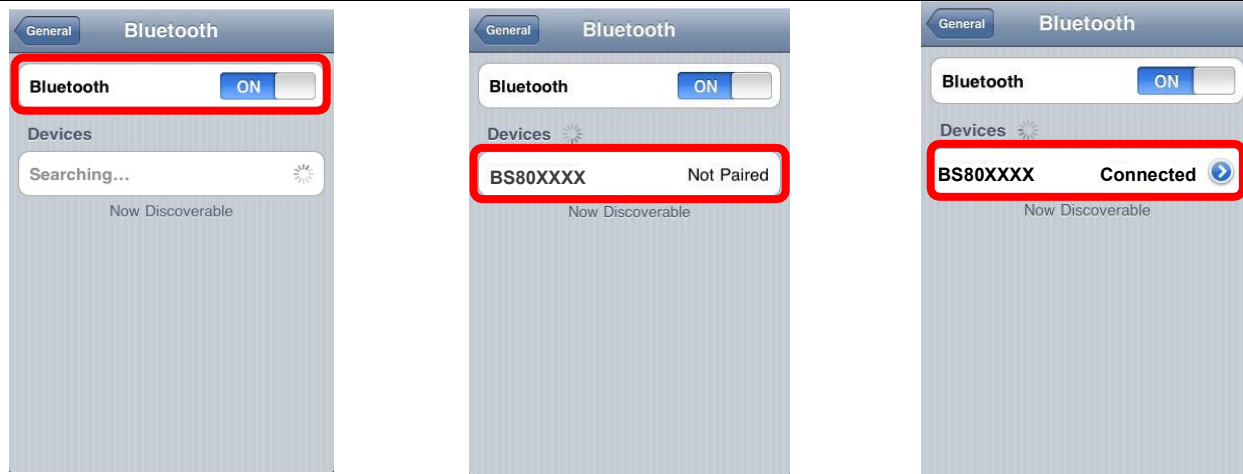 General Bluetooth
Bluetooth ON
Devices
Searching...
Now Discoverable
General Bluetooth
Bluetooth ON
Devices
BS80XXXX Not Paired
Now Discoverable
General Bluetooth
Bluetooth ON
Devices
BS80XXXX Connected
Now Discoverable